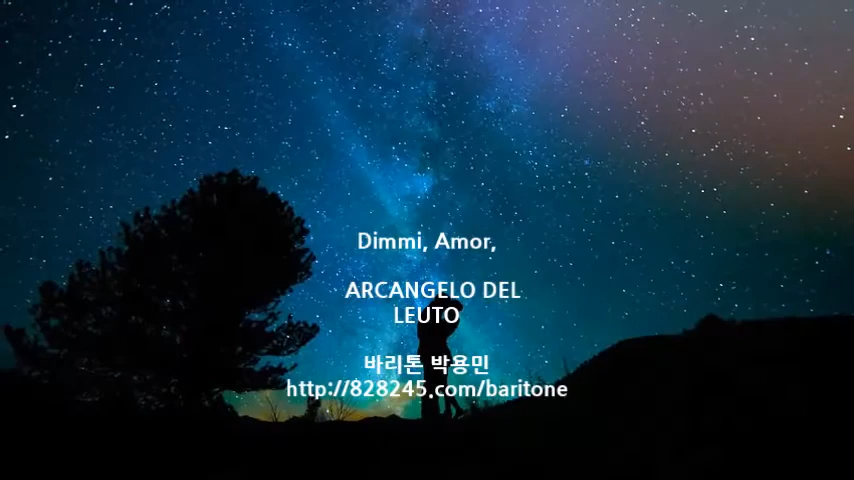 Dimmi, Amor,
ARCANGELO DEL
LEUTO
바리톤 박용민
http://828245.com/baritone